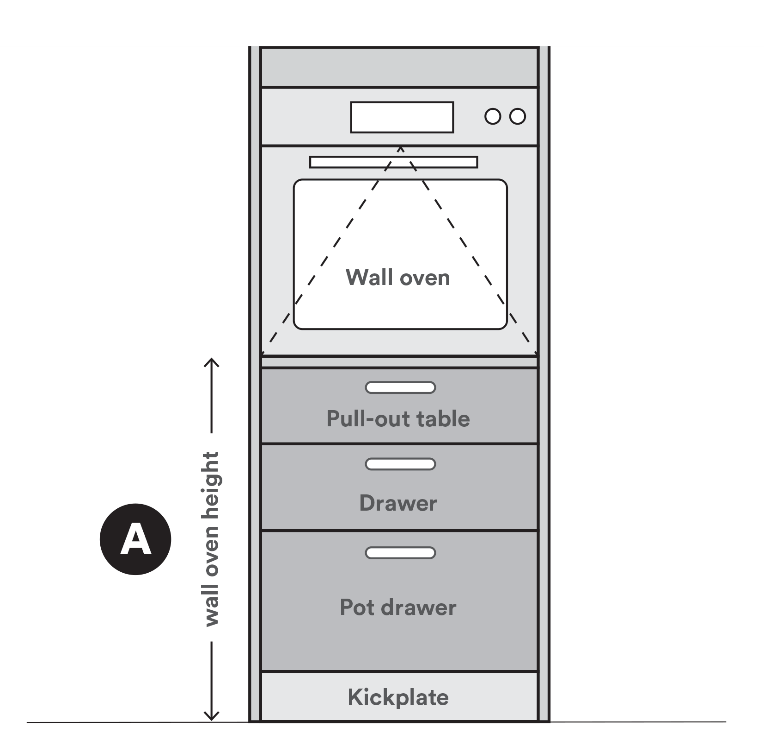 Wall oven
Pull-out table
Drawer
A
wall oven height
Pot drawer
Kickplate